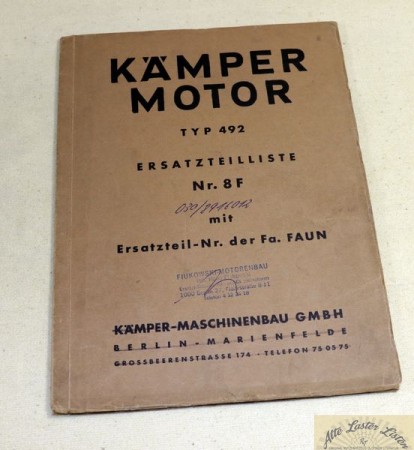 KÄMPER
MOTOR
TYP 492
ERSATZTEILLISTE
Nr. 8F
mit
Ersatzteil-Nr. der Fa. FAUN
MOTORENBAU
KÄMPER-MASCHINENBAU GMBH
BERLIN-MARIENFELDE
GROSSBEERENSTRASSE 174 - TELEFON 75 05 75
Alte Laster Listen